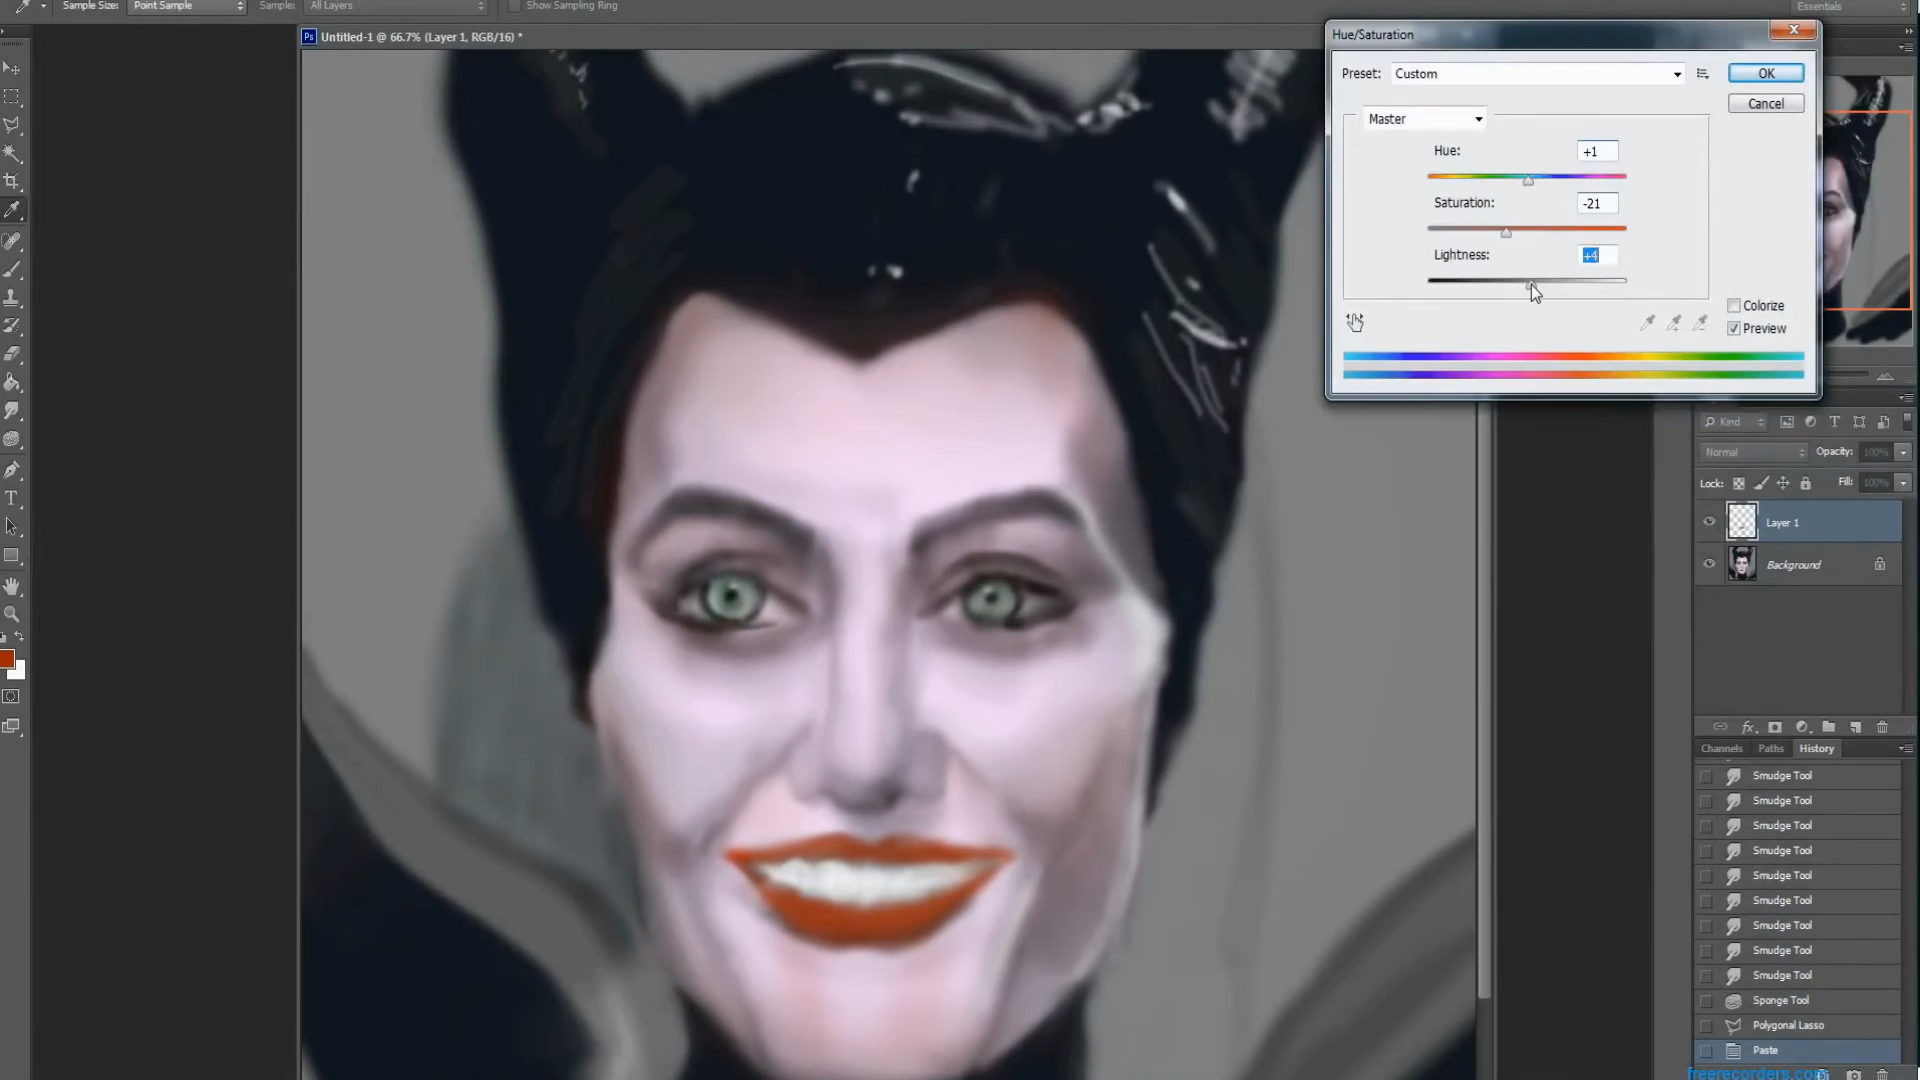 Sample Size: Point Sample Sample: All Layers Show Sampling Ring Essentials
Untitled-1 @ 66.7% (Layer 1, RGB/16) *
Hue/Saturation
Preset: Custom
OK
Cancel
Master
Hue: +1
Saturation: -21
Lightness: +4
Colorize
Preview
Kind
Normal Opacity: 100%
Lock: Fill: 100%
Layer 1
Background
Channels Paths History
Smudge Tool
Smudge Tool
Smudge Tool
Smudge Tool
Smudge Tool
Smudge Tool
Smudge Tool
Smudge Tool
Smudge Tool
Sponge Tool
Polygonal Lasso
Paste
freerecorders.com